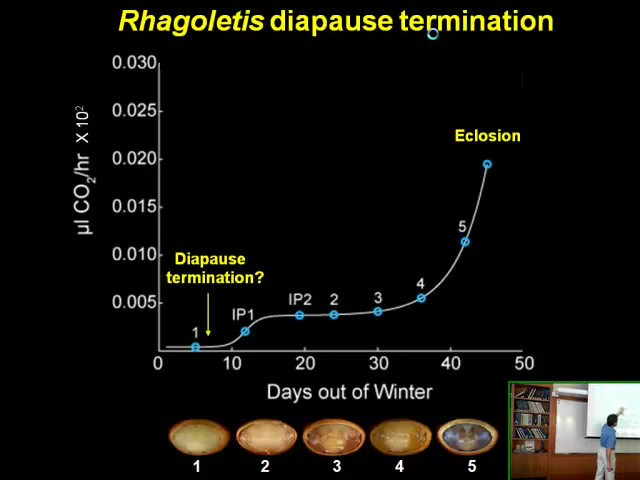 Rhagoletis diapause termination
µl CO2/hr X 10²
0.030
0.025
0.020
0.015
0.010
0.005
Eclosion
Diapause
termination?
1
IP1
IP2
2
3
4
5
0
10
20
30
40
50
Days out of Winter
1
2
3
4
5